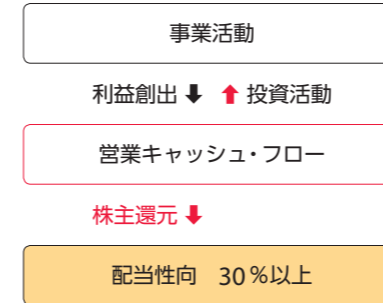 事業活動
利益創出⬇ ⬆投資活動
営業キャッシュ・フロー
株主還元⬇
配当性向 30％以上